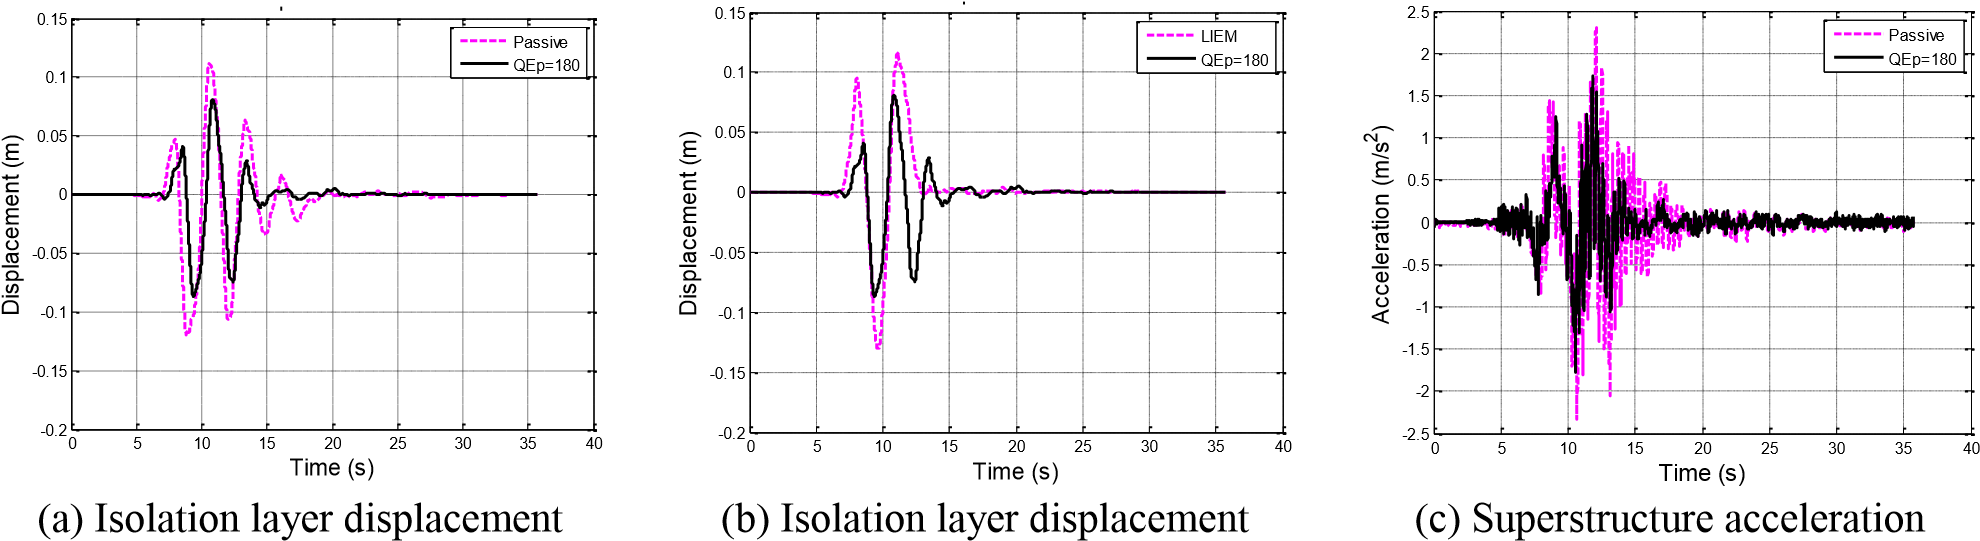 0.15
0.1
0.05
0
-0.05
-0.1
-0.15
-0.2
0 5 10 15 20 25 30 35 40
Displacement (m)
Time (s)
Passive
QEp=180
(a) Isolation layer displacement
0.15
0.1
0.05
0
-0.05
-0.1
-0.15
-0.2
0 5 10 15 20 25 30 35 40
Displacement (m)
Time (s)
LIEM
QEp=180
(b) Isolation layer displacement
2.5
2
1.5
1
0.5
0
-0.5
-1
-1.5
-2
-2.5
0 5 10 15 20 25 30 35 40
Acceleration (m/s²)
Time (s)
Passive
QEp=180
(c) Superstructure acceleration